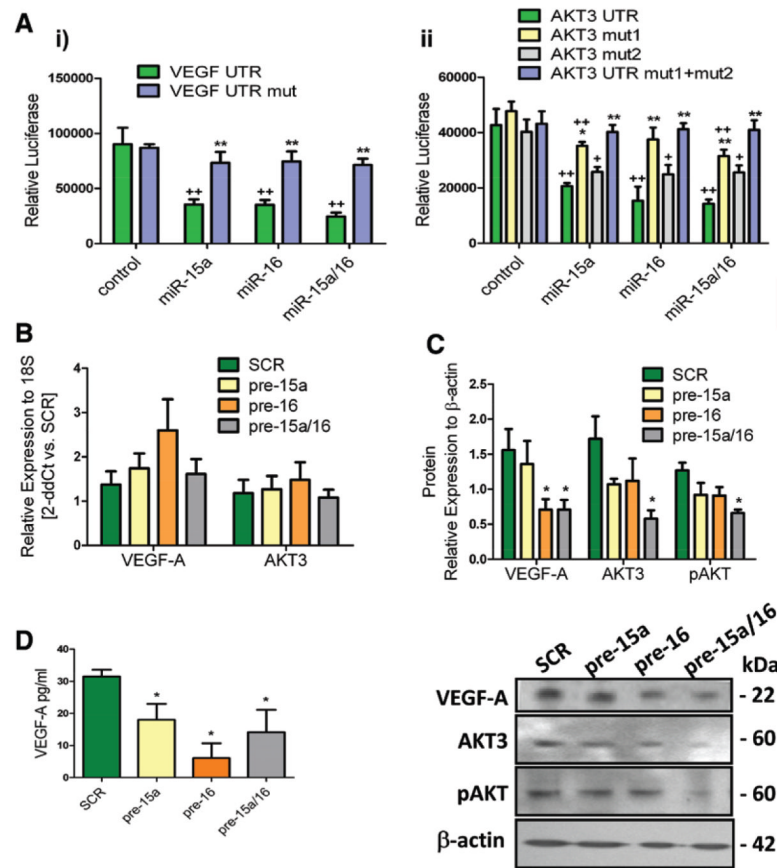 A
i)
VEGF UTR
VEGF UTR mut
Relative Luciferase
150000
100000
50000
0
++
**
++
**
++
**
control
miR-15a
miR-16
miR-15a/16
ii
AKT3 UTR
AKT3 mut1
AKT3 mut2
AKT3 UTR mut1+mut2
Relative Luciferase
60000
40000
20000
0
++
++
*
+
**
++
**
+
**
++
++
**
+
**
control
miR-15a
miR-16
miR-15a/16
B
Relative Expression to 18S
[2-ddCt vs. SCR]
4
3
2
1
0
SCR
pre-15a
pre-16
pre-15a/16
VEGF-A
AKT3
C
Protein
Relative Expression to β-actin
2.5
2.0
1.5
1.0
0.5
0.0
SCR
pre-15a
pre-16
pre-15a/16
* *
*
*
VEGF-A
AKT3
pAKT
D
VEGF-A pg/ml
40
30
20
10
0
*
*
*
SCR
pre-15a
pre-16
pre-15a/16
SCR
pre-15a
pre-16
pre-15a/16
kDa
VEGF-A
- 22
AKT3
- 60
pAKT
- 60
β-actin
- 42